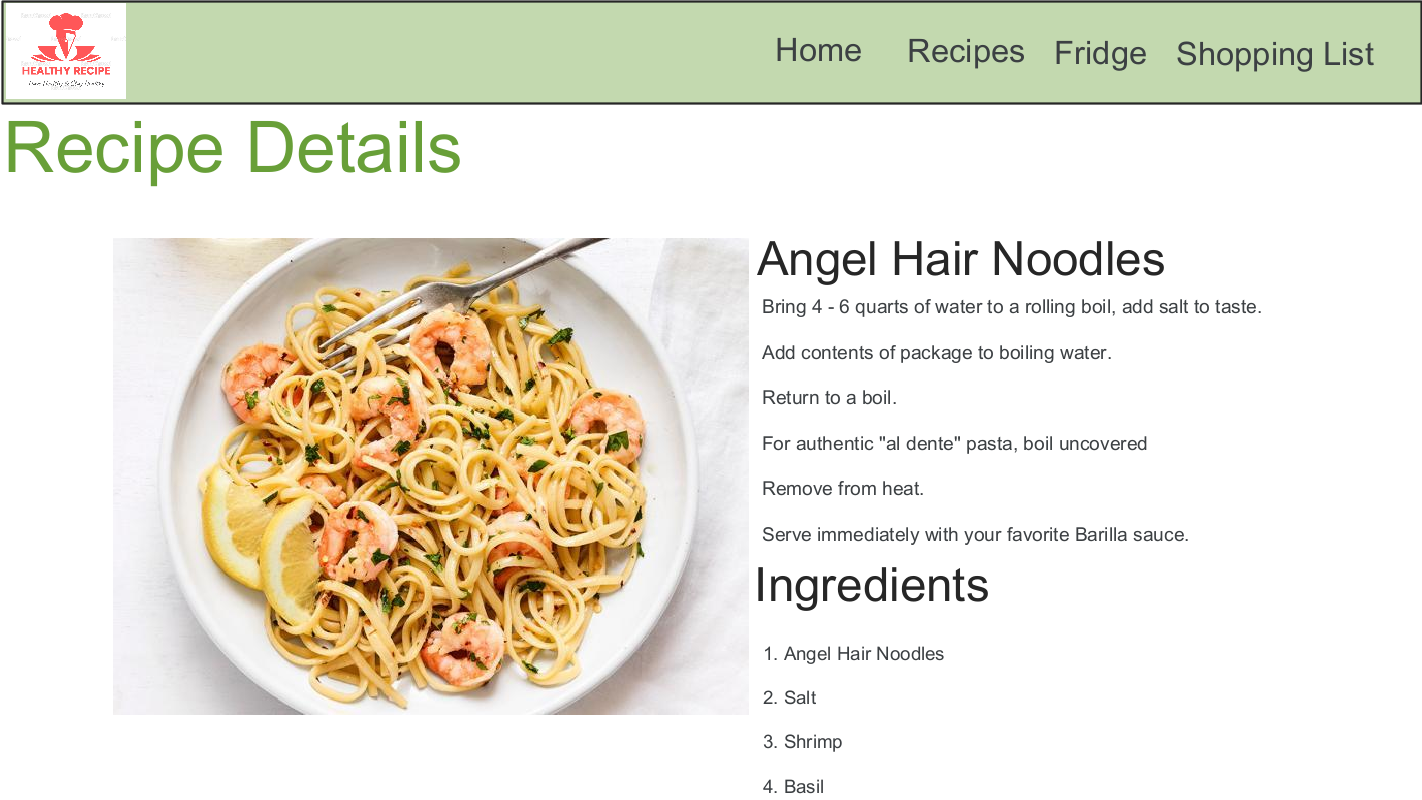 HEALTHY RECIPE
Home Recipes Fridge Shopping List
Recipe Details
Angel Hair Noodles
Bring 4 - 6 quarts of water to a rolling boil, add salt to taste.
Add contents of package to boiling water.
Return to a boil.
For authentic "al dente" pasta, boil uncovered
Remove from heat.
Serve immediately with your favorite Barilla sauce.
Ingredients
1. Angel Hair Noodles
2. Salt
3. Shrimp
4. Basil